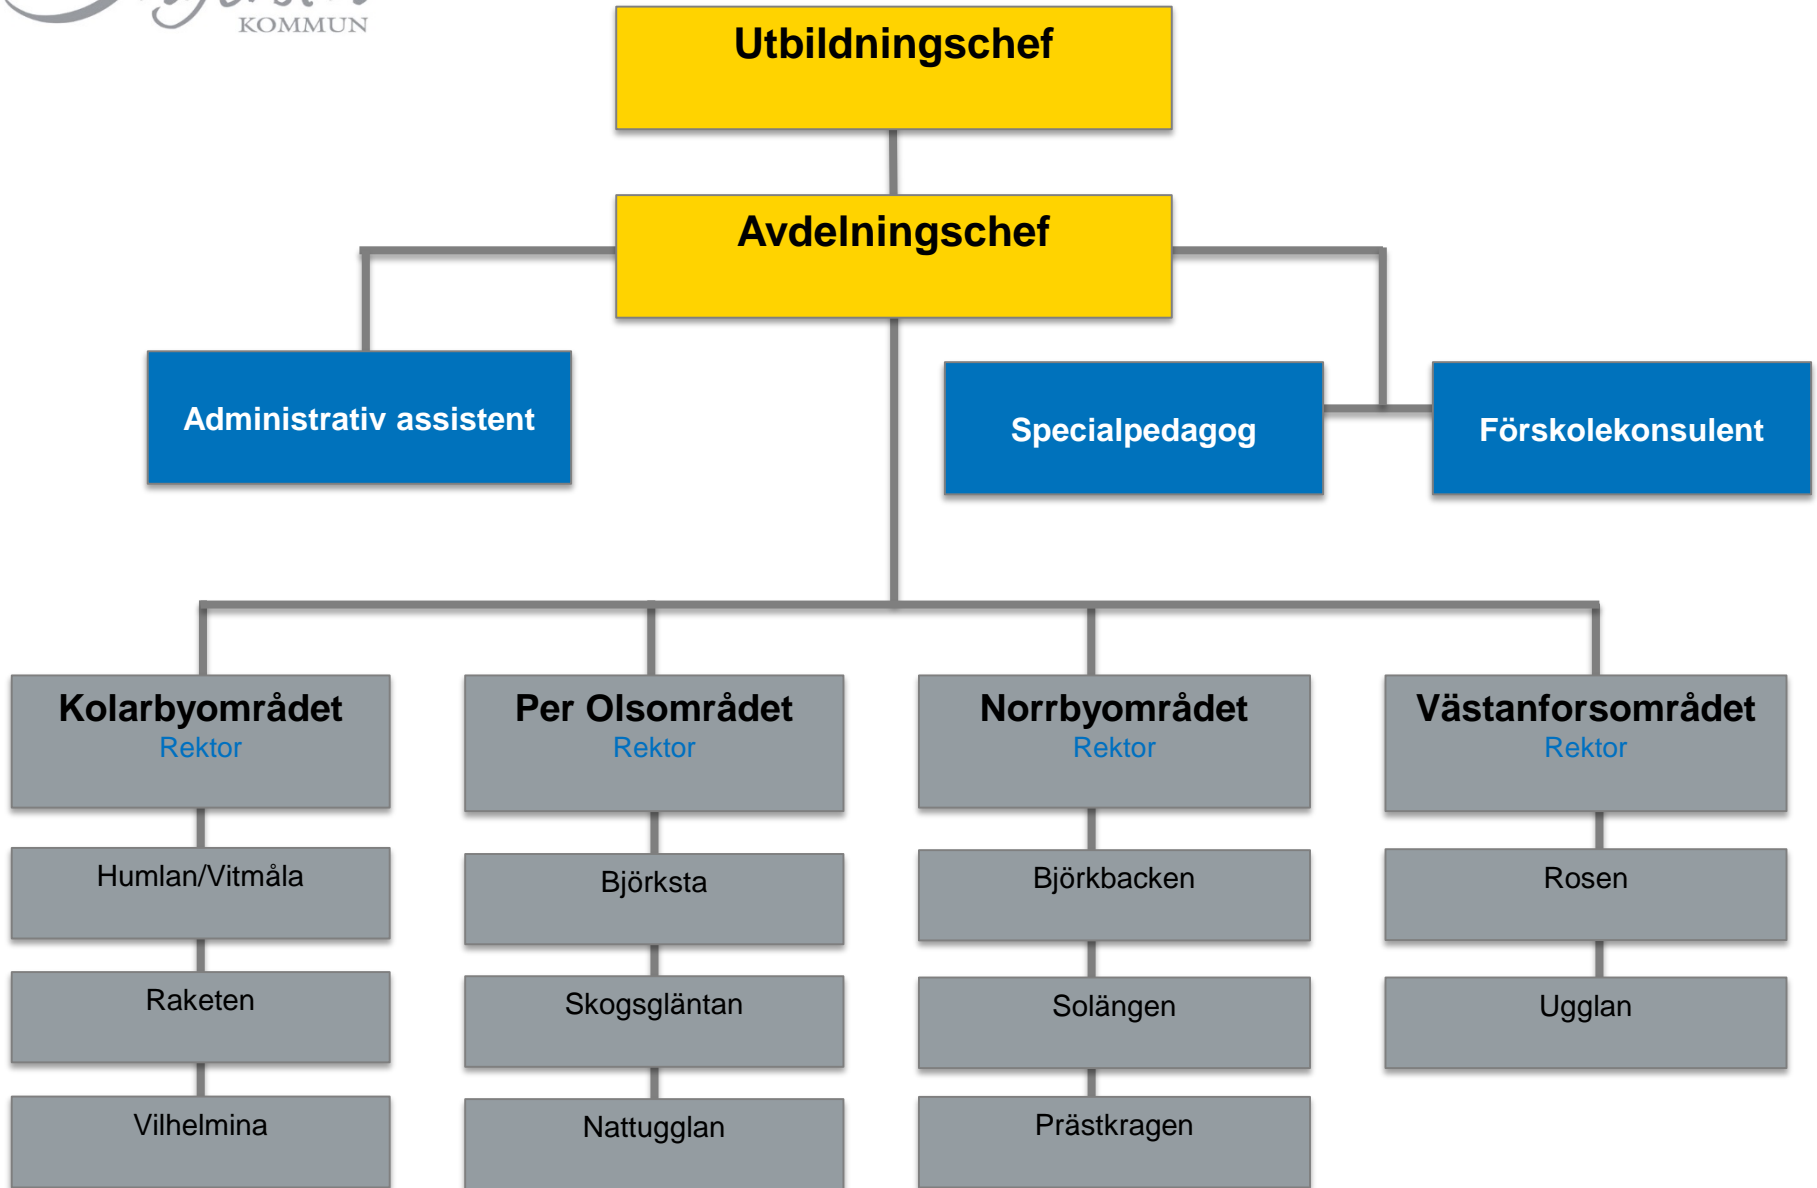 KOMMUN
Utbildningschef
Avdelningschef
Administrativ assistent
Specialpedagog
Förskolekonsulent
Kolarbyområdet
Rektor
Per Olsområdet
Rektor
Norrbyområdet
Rektor
Västanforsområdet
Rektor
Humlan/Vitmåla
Björksta
Björkbacken
Rosen
Raketen
Skogsgläntan
Solängen
Ugglan
Vilhelmina
Nattugglan
Prästkragen